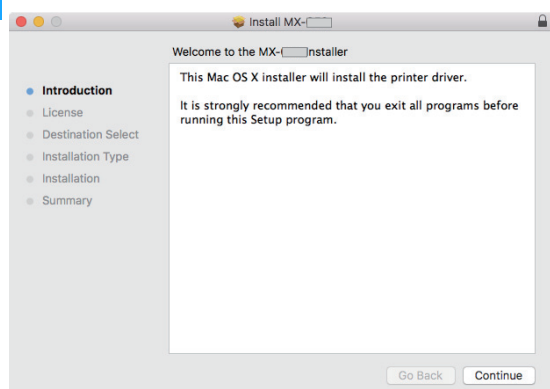 Install MX-
Welcome to the MX- nstaller
Introduction
License
Destination Select
Installation Type
Installation
Summary
This Mac OS X installer will install the printer driver.
It is strongly recommended that you exit all programs before
running this Setup program.
Go Back
Continue